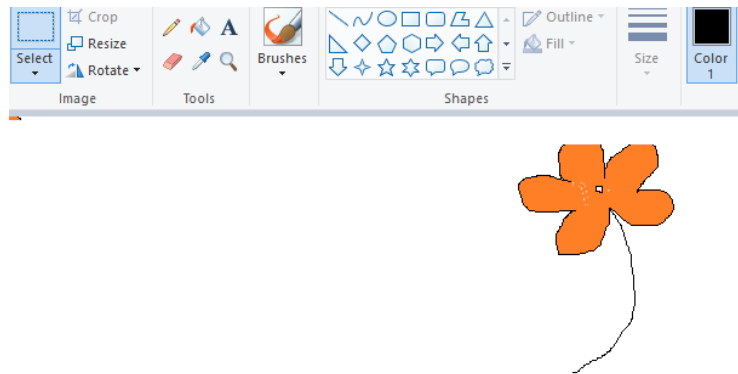 Crop
Resize
Select
Rotate
Image
A
Tools
Brushes
Shapes
Outline
Fill
Size
Color
1